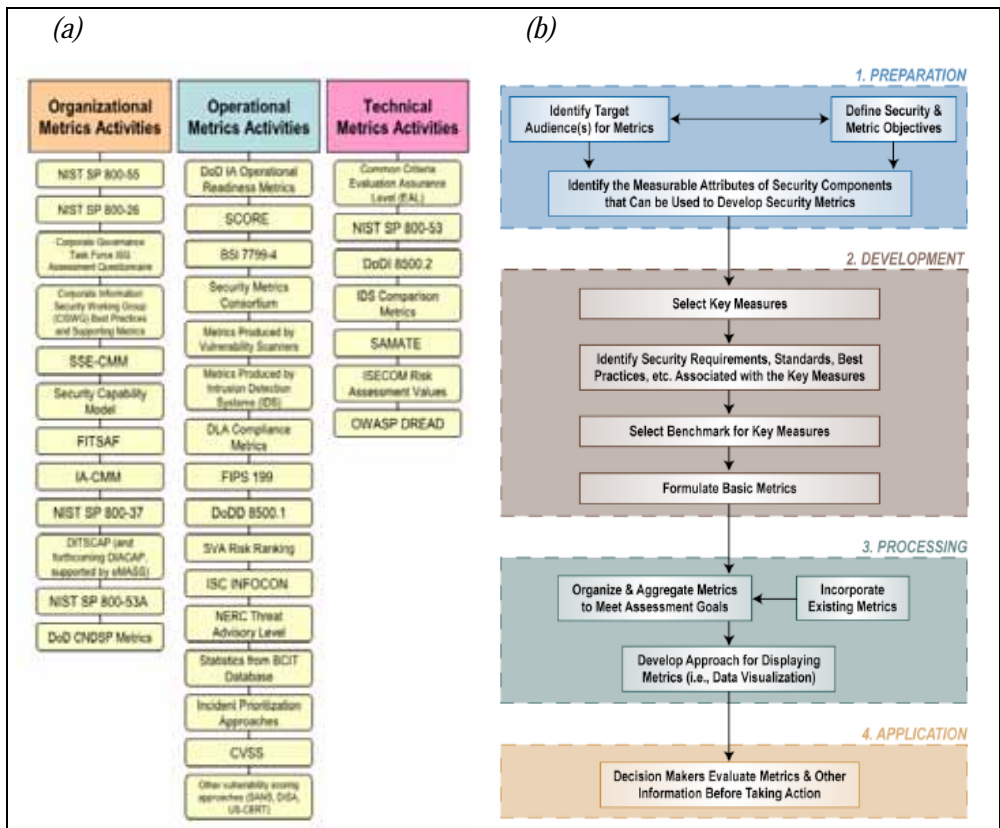 (a)
Organizational
Metrics Activities
NIST SP 800-55
NIST SP 800-26
Corporate Governance
Task Force ISG
Assessment Questionnaire
Corporate Information
Security Working Group
(CISWG) Best Practices
and Supporting Metrics
SSE-CMM
Security Capability
Model
FITSAF
IA-CMM
NIST SP 800-37
DITSCAP (and
forthcoming DIACAP,
supported by eMASS)
NIST SP 800-53A
DoD CNDSP Metrics
Operational
Metrics Activities
DoD IA Operational
Readiness Metrics
SCORE
BSI 7799-4
Security Metrics
Consortium
Metrics Produced by
Vulnerability Scanners
Metrics Produced by
Intrusion Detection
Systems (IDS)
DLA Compliance
Metrics
FIPS 199
DoDD 8500.1
SVA Risk Ranking
ISC INFOCON
NERC Threat
Advisory Level
Statistics from BCIT
Database
Incident Prioritization
Approaches
CVSS
Other vulnerability scoring
approaches (SANS, DISA,
US-CERT)
Technical
Metrics Activities
Common Criteria
Evaluation Assurance
Level (EAL)
NIST SP 800-53
DoDI 8500.2
IDS Comparison
Metrics
SAMATE
ISECOM Risk
Assessment Values
OWASP DREAD
(b)
1. PREPARATION
Identify Target
Audience(s) for Metrics
Define Security &
Metric Objectives
Identify the Measurable Attributes of Security Components
that Can be Used to Develop Security Metrics
2. DEVELOPMENT
Select Key Measures
Identify Security Requirements, Standards, Best
Practices, etc. Associated with the Key Measures
Select Benchmark for Key Measures
Formulate Basic Metrics
3. PROCESSING
Organize & Aggregate Metrics
to Meet Assessment Goals
Incorporate
Existing Metrics
Develop Approach for Displaying
Metrics (i.e., Data Visualization)
4. APPLICATION
Decision Makers Evaluate Metrics & Other
Information Before Taking Action